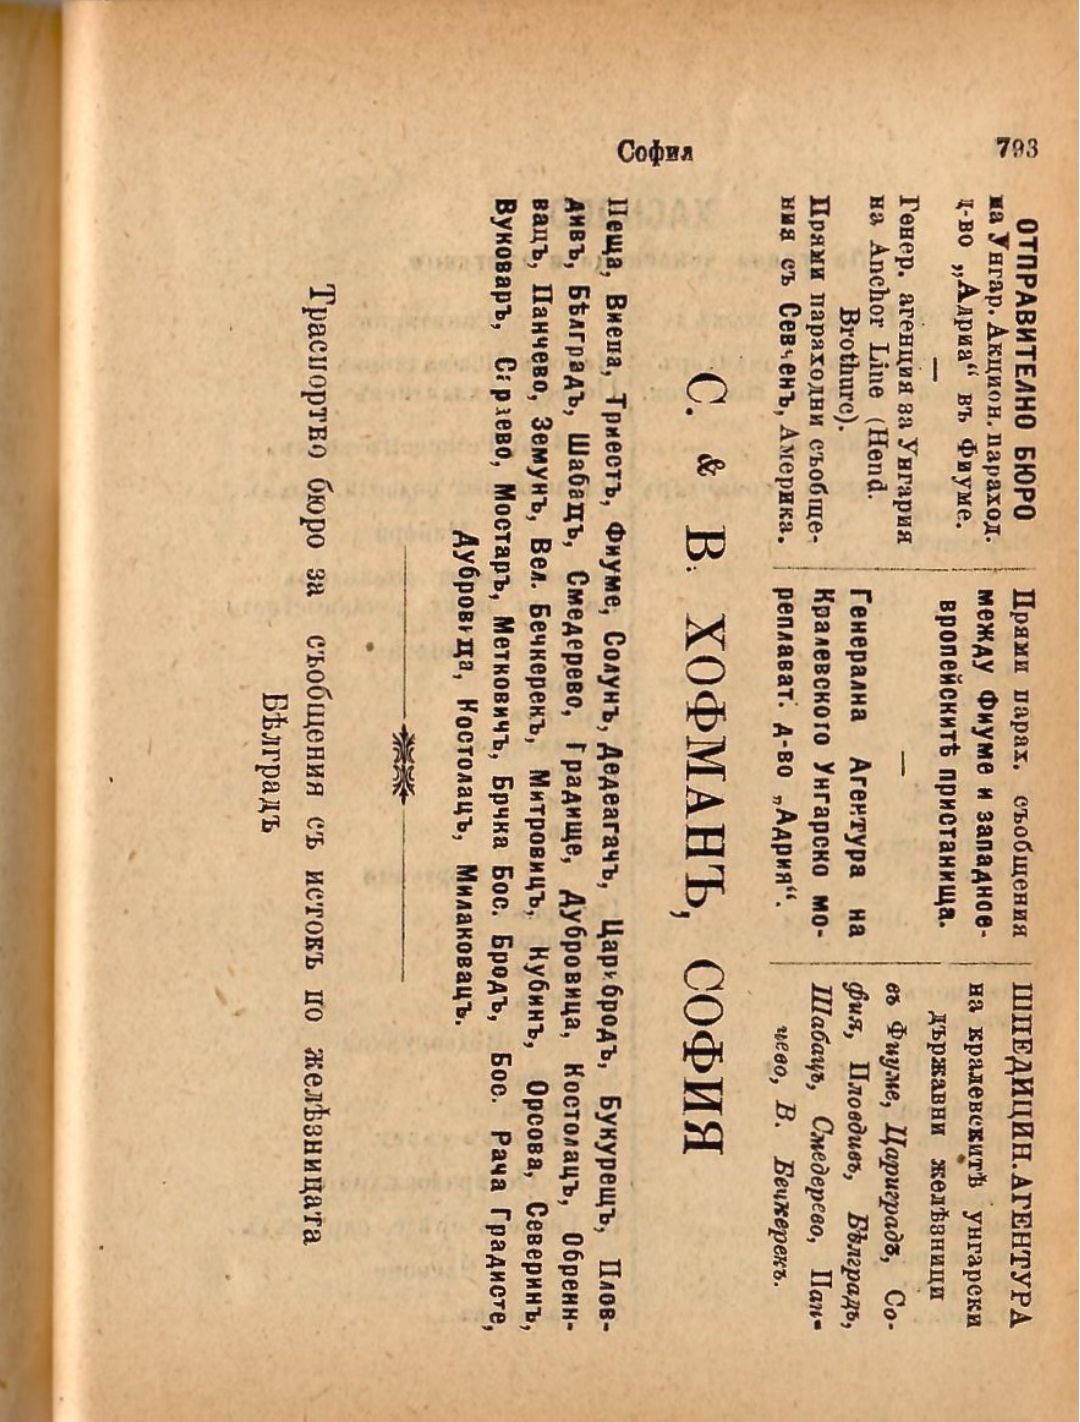 793
София
ОТПРАВИТЕЛНО БЮРО
на Унгар. Акцион. параход.
д-во „Адриа“ въ Фиуме.
—
Генер. агенция за Унгария
на Anchor Line (Hend.
Brothurc).
Прями параходни съобще-
ния съ Севченъ, Америка.
Прями парах. съобщения
между Фиуме и западное-
вропейскитѣ пристанища.
—
Генерална Агентура на
Кралевского Унгарско мо-
реплават. д-во „Адрия“.
ШПЕДИЦИН. АГЕНТУРА
на кралевскитѣ унгарски
държавни желѣзници
въ Фиуме, Цариградъ, Со-
фия, Пловдивъ, Бѣлградъ,
Шабацъ, Смедерево, Пан-
чево, В. Бечкерекъ.
С. & В. ХОФМАНЪ, СОФИЯ
Пеща, Виена, Триестъ, Фиуме, Солунъ, Дедеагачъ, Царибродъ, Букурещъ, Плов-
дивъ, Бѣлградъ, Шабацъ, Смедерево, Градище, Дубровица, Костолацъ, Обренн-
вацъ, Панчево, Земунъ, Вел. Бечкерекъ, Митровицъ, Кубинъ, Орсова, Северинъ,
Вуковаръ, Сараево, Мостаръ, Метковичъ, Брчка Бос. Бродъ, Бос. Рача Градисте,
Дубровица, Костолацъ, Милаковацъ.
Траспортно бюро за съобщения съ истокъ по желѣзницата
Бѣлградъ